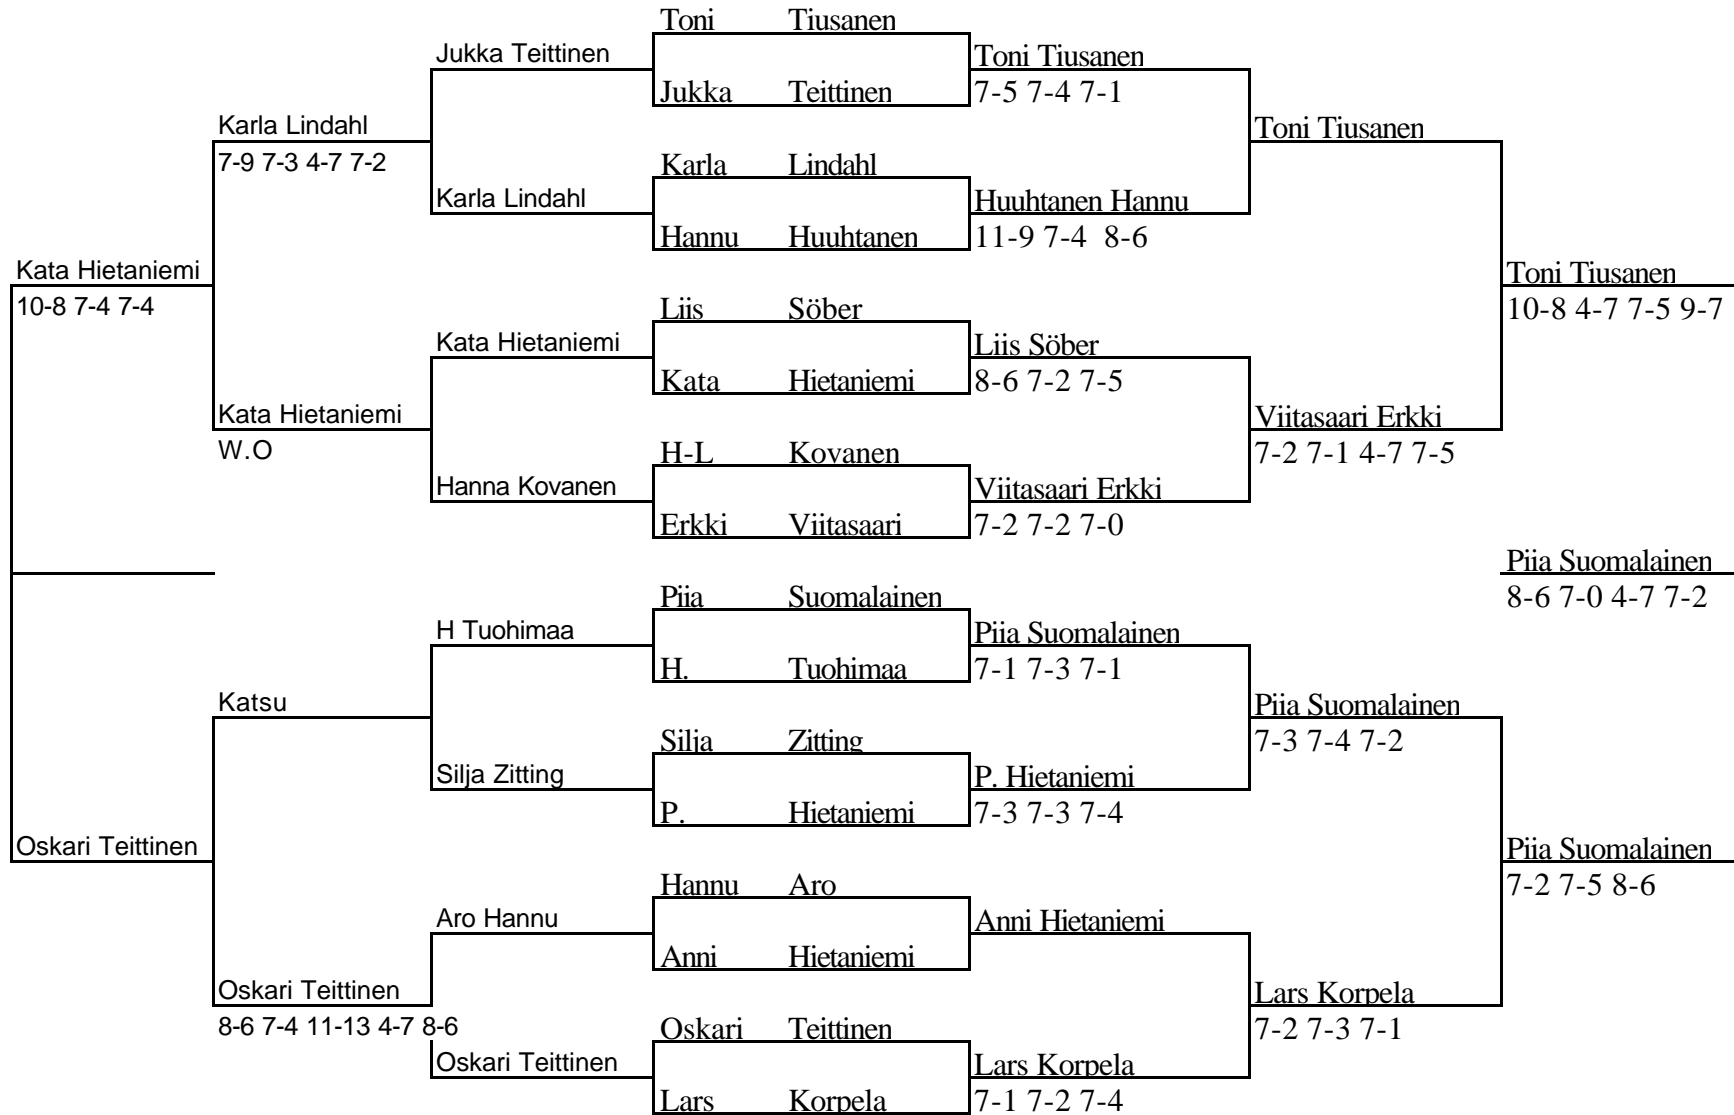 Toni Tiusanen
Jukka Teittinen
Toni Tiusanen
Jukka Teittinen
7-5 7-4 7-1
Karla Lindahl
Toni Tiusanen
7-9 7-3 4-7 7-2
Karla Lindahl
Karla Lindahl
Huuhtanen Hannu
Hannu Huuhtanen
11-9 7-4 8-6
Kata Hietaniemi
Toni Tiusanen
10-8 7-4 7-4
Liis Söber
10-8 4-7 7-5 9-7
Kata Hietaniemi
Liis Söber
Kata Hietaniemi
8-6 7-2 7-5
Kata Hietaniemi
Viitasaari Erkki
W.O
H-L Kovanen
7-2 7-1 4-7 7-5
Hanna Kovanen
Viitasaari Erkki
Erkki Viitasaari
7-2 7-2 7-0
Piia Suomalainen
Piia Suomalainen
8-6 7-0 4-7 7-2
H Tuohimaa
Piia Suomalainen
H. Tuohimaa
7-1 7-3 7-1
Katsu
Piia Suomalainen
Silja Zitting
7-3 7-4 7-2
Silja Zitting
P. Hietaniemi
P. Hietaniemi
7-3 7-3 7-4
Oskari Teittinen
Piia Suomalainen
Hannu Aro
7-2 7-5 8-6
Aro Hannu
Anni Hietaniemi
Anni Hietaniemi
Oskari Teittinen
Lars Korpela
8-6 7-4 11-13 4-7 8-6
Oskari Teittinen
7-2 7-3 7-1
Oskari Teittinen
Lars Korpela
Lars Korpela
7-1 7-2 7-4